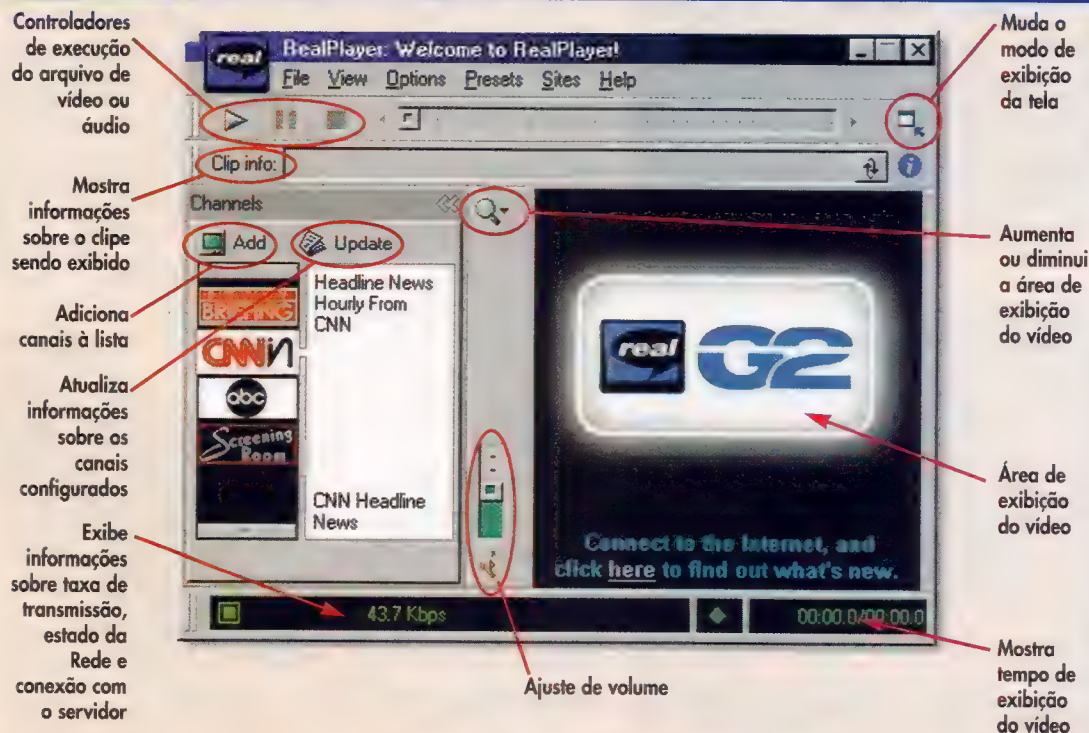 Controladores
de execução
do arquivo de
vídeo ou
áudio
Mostra
informações
sobre o clipe
sendo exibido
Adiciona
canais à lista
Atualiza
informações
sobre os
canais
configurados
Exibe
informações
sobre taxa de
transmissão,
estado da
Rede e
conexão com
o servidor
real
RealPlayer: Welcome to RealPlayer!
File View Options Presets Sites Help
Clip info:
Channels
Add Update
BRIEFING
CNNiN
abc
Screening
Room
Headline News
Hourly From
CNN
CNN Headline
News
real G2
Connect to the Internet, and
click here to find out what's new.
43.7 Kbps
00:00.0/00:00.0
Ajuste de volume
Muda o
modo de
exibição
da tela
Aumenta
ou diminui
a área de
exibição
do vídeo
Área de
exibição
do vídeo
Mostra
tempo de
exibição
do vídeo